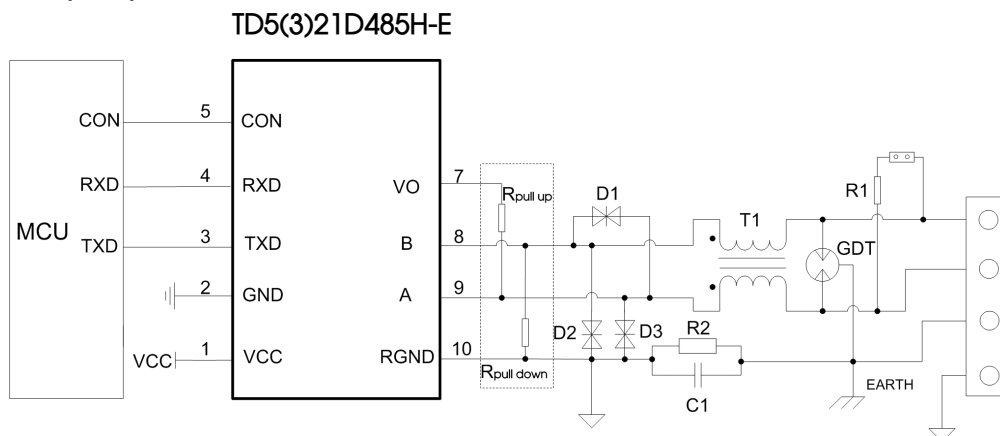 TD5(3)21D485H-E
MCU
CON
RXD
TXD
VCC
5
4
3
2
1
CON
RXD
TXD
GND
VCC
VO
B
A
RGND
7
8
9
10
Rpull up
Rpull down
D1
D2
D3
R2
C1
T1
GDT
R1
EARTH